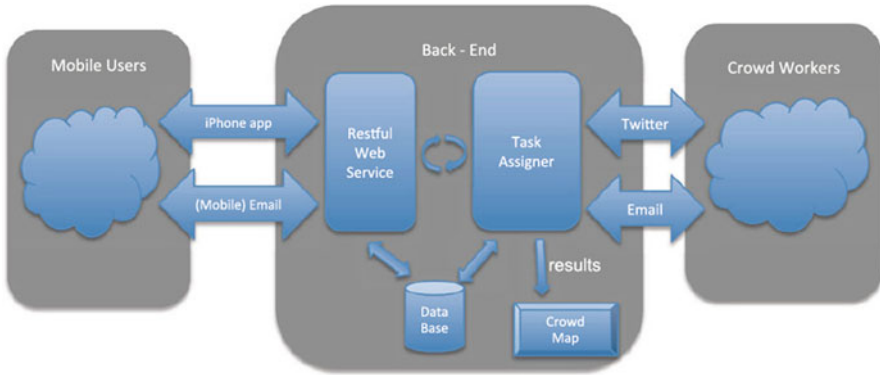 Mobile Users
Back - End
Crowd Workers
iPhone app
(Mobile) Email
Restful
Web
Service
Task
Assigner
Twitter
Email
results
Data
Base
Crowd
Map